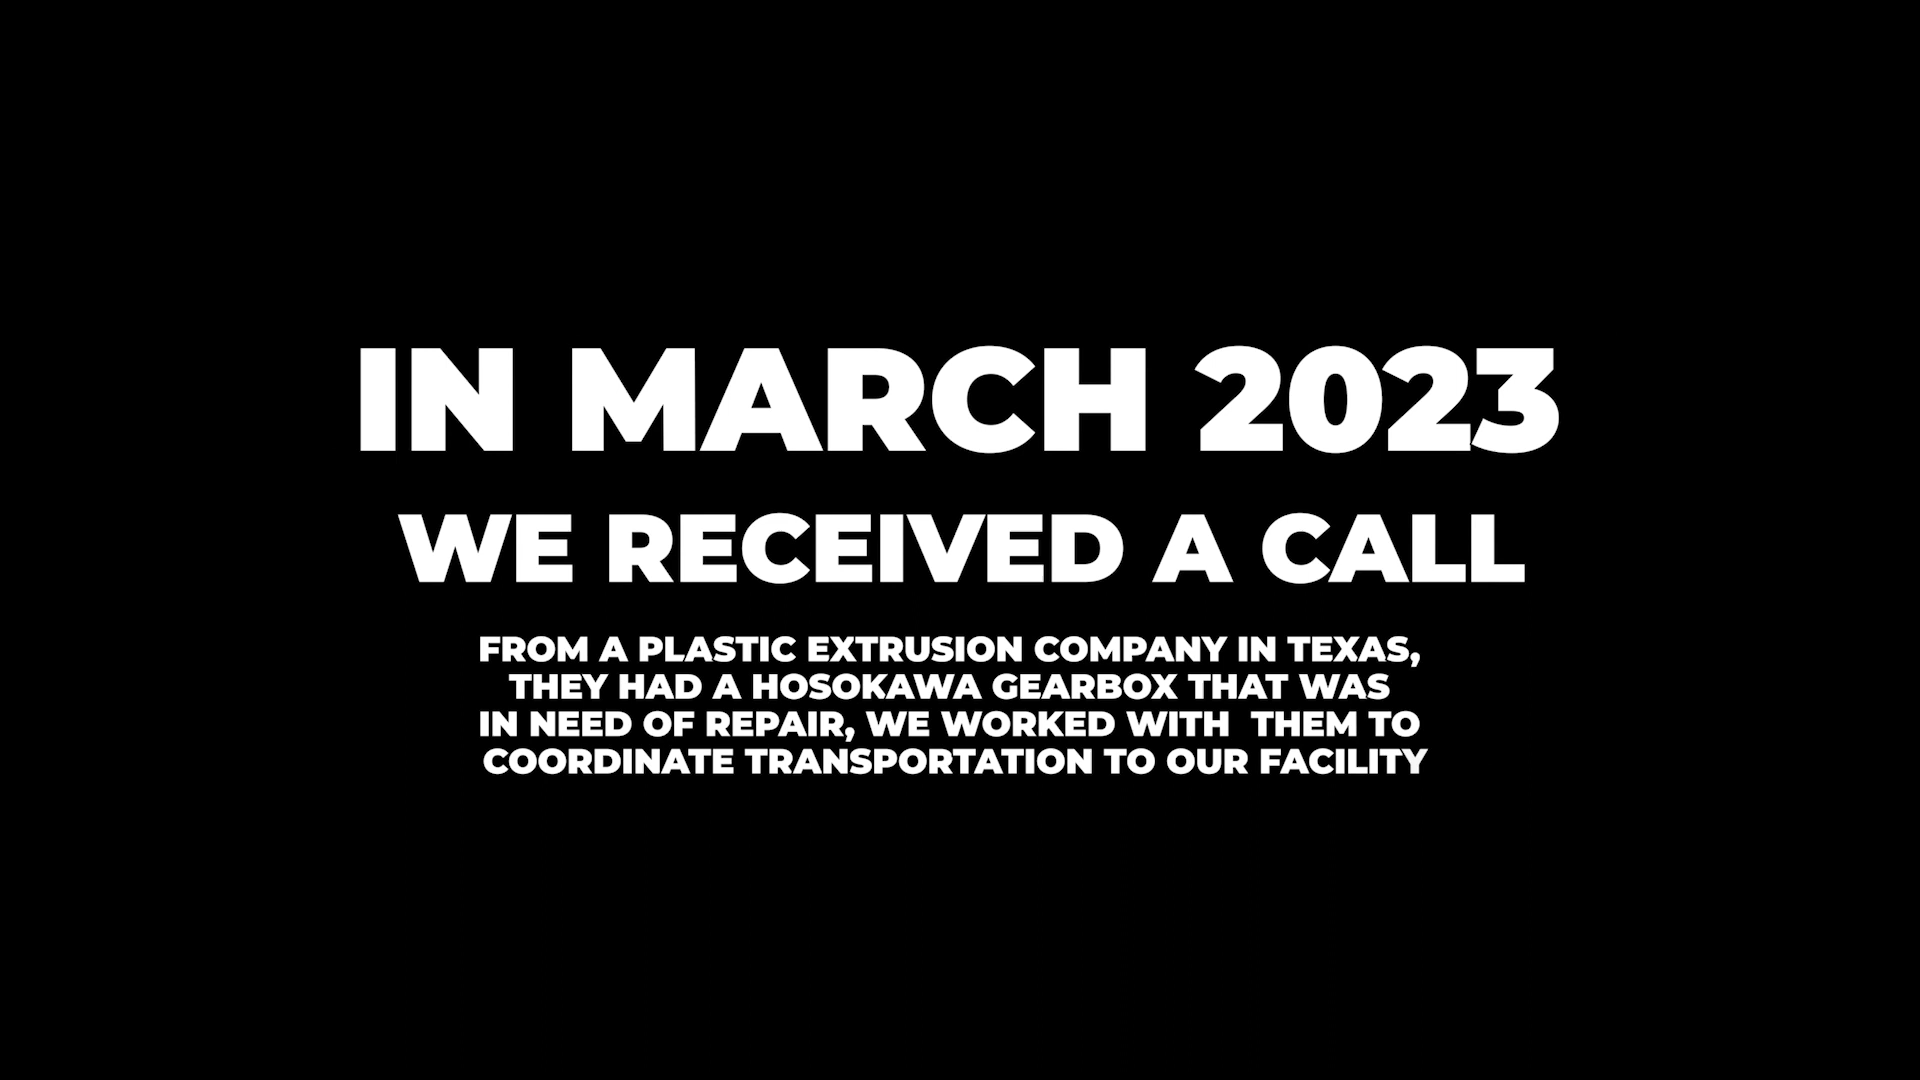 IN MARCH 2023
WE RECEIVED A CALL
FROM A PLASTIC EXTRUSION COMPANY IN TEXAS,
THEY HAD A HOSOKAWA GEARBOX THAT WAS
IN NEED OF REPAIR, WE WORKED WITH  THEM TO
COORDINATE TRANSPORTATION TO OUR FACILITY